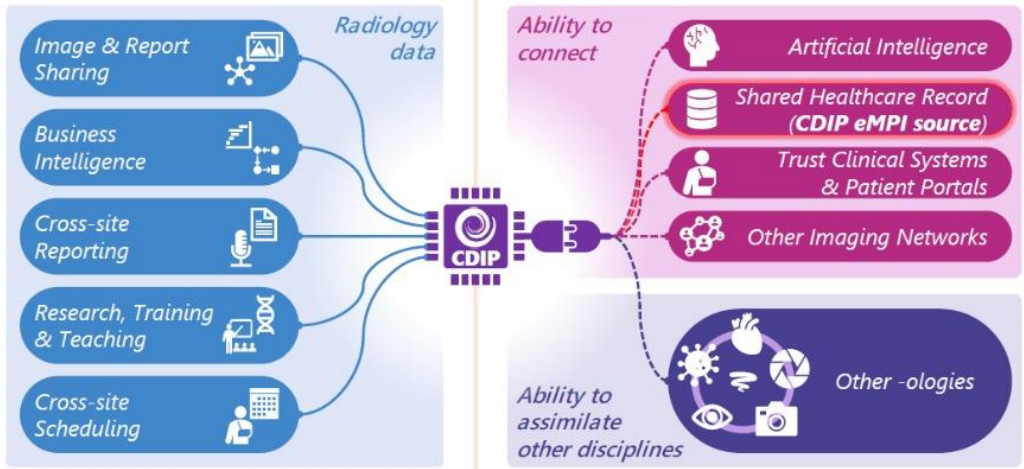 Radiology
data
Image & Report
Sharing
Business
Intelligence
Cross-site
Reporting
Research, Training
& Teaching
Cross-site
Scheduling
CDIP
Ability to
connect
Artificial Intelligence
Shared Healthcare Record
(CDIP eMPI source)
Trust Clinical Systems
& Patient Portals
Other Imaging Networks
Other -ologies
Ability to
assimilate
other disciplines